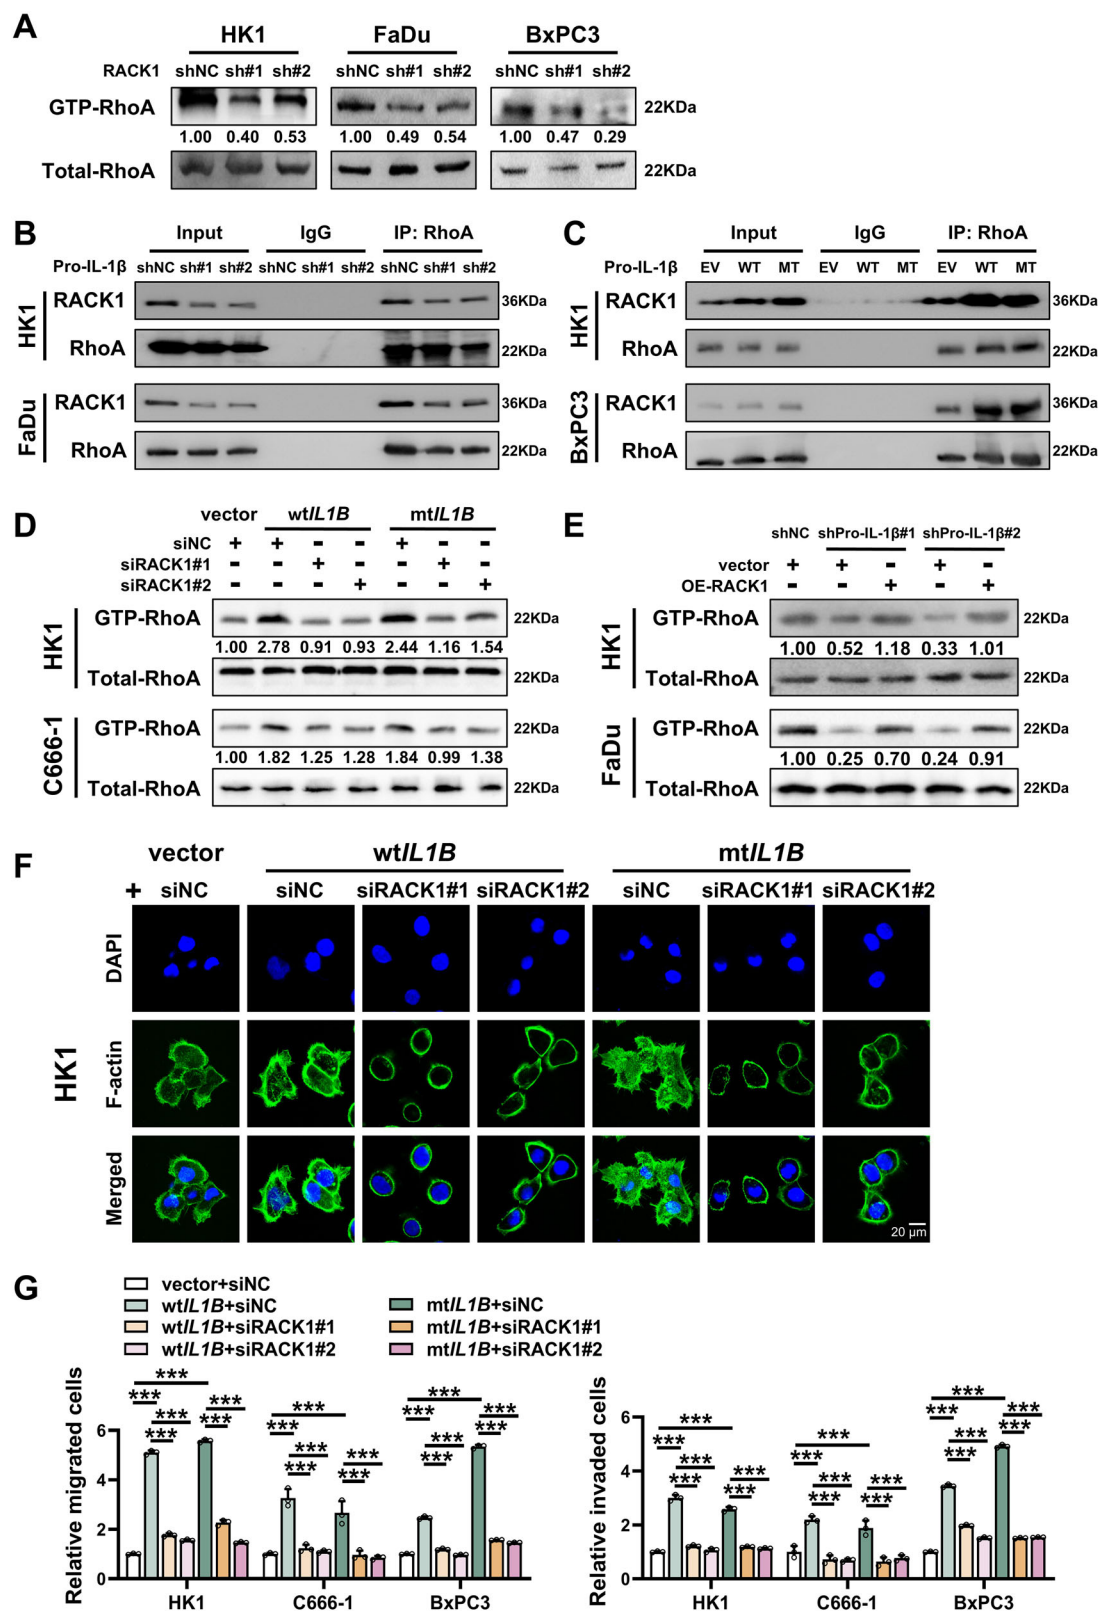 A
HK1 FaDu BxPC3
RACK1 shNC sh#1 sh#2 shNC sh#1 sh#2 shNC sh#1 sh#2
GTP-RhoA 22KDa
1.00 0.40 0.53 1.00 0.49 0.54 1.00 0.47 0.29
Total-RhoA 22KDa
B
Input IgG IP: RhoA
Pro-IL-1β shNC sh#1 sh#2 shNC sh#1 sh#2 shNC sh#1 sh#2
HK1
RACK1 36KDa
RhoA 22KDa
FaDu
RACK1 36KDa
RhoA 22KDa
C
Input IgG IP: RhoA
Pro-IL-1β EV WT MT EV WT MT EV WT MT
HK1
RACK1 36KDa
RhoA 22KDa
BxPC3
RACK1 36KDa
RhoA 22KDa
D
vector wtIL1B mtIL1B
siNC + + - - + - -
siRACK1#1 - - + - - + -
siRACK1#2 - - - + - - +
HK1
GTP-RhoA 22KDa
1.00 2.78 0.91 0.93 2.44 1.16 1.54
Total-RhoA 22KDa
C666-1
GTP-RhoA 22KDa
1.00 1.82 1.25 1.28 1.84 0.99 1.38
Total-RhoA 22KDa
E
shNC shPro-IL-1β#1 shPro-IL-1β#2
vector + + - + -
OE-RACK1 - - + - +
HK1
GTP-RhoA 22KDa
1.00 0.52 1.18 0.33 1.01
Total-RhoA 22KDa
FaDu
GTP-RhoA 22KDa
1.00 0.25 0.70 0.24 0.91
Total-RhoA 22KDa
F
vector wtIL1B mtIL1B
+ siNC siNC siRACK1#1 siRACK1#2 siNC siRACK1#1 siRACK1#2
HK1
DAPI
F-actin
Merged
20 μm
G
vector+siNC
wtIL1B+siNC mtIL1B+siNC
wtIL1B+siRACK1#1 mtIL1B+siRACK1#1
wtIL1B+siRACK1#2 mtIL1B+siRACK1#2
Relative migrated cells
6
4
2
0
*** *** *** *** *** ***
*** *** *** *** *** ***
*** *** *** *** *** ***
HK1 C666-1 BxPC3
Relative invaded cells
6
4
2
0
*** *** *** *** *** ***
*** *** *** *** *** ***
*** *** *** *** *** ***
HK1 C666-1 BxPC3